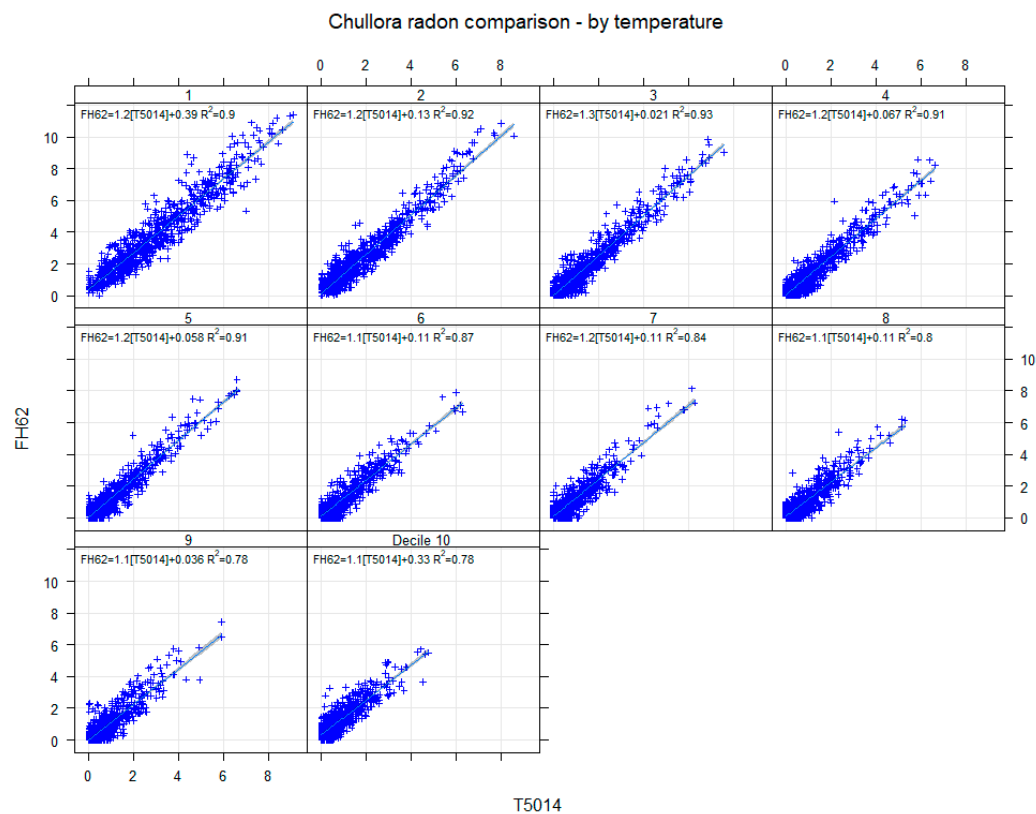 Chullora radon comparison - by temperature
0 2 4 6 8 0 2 4 6 8
1 2 3 4
FH62=1.2[T5014]+0.39 R²=0.9 FH62=1.2[T5014]+0.13 R²=0.92 FH62=1.3[T5014]+0.021 R²=0.93 FH62=1.2[T5014]+0.067 R²=0.91
10
8
6
4
2
0
5 6 7 8
FH62=1.2[T5014]+0.058 R²=0.91 FH62=1.1[T5014]+0.11 R²=0.87 FH62=1.2[T5014]+0.11 R²=0.84 FH62=1.1[T5014]+0.11 R²=0.8
10
8
6
4
2
0
FH62
9 Decile 10
FH62=1.1[T5014]+0.036 R²=0.78 FH62=1.1[T5014]+0.33 R²=0.78
10
8
6
4
2
0
0 2 4 6 8
T5014